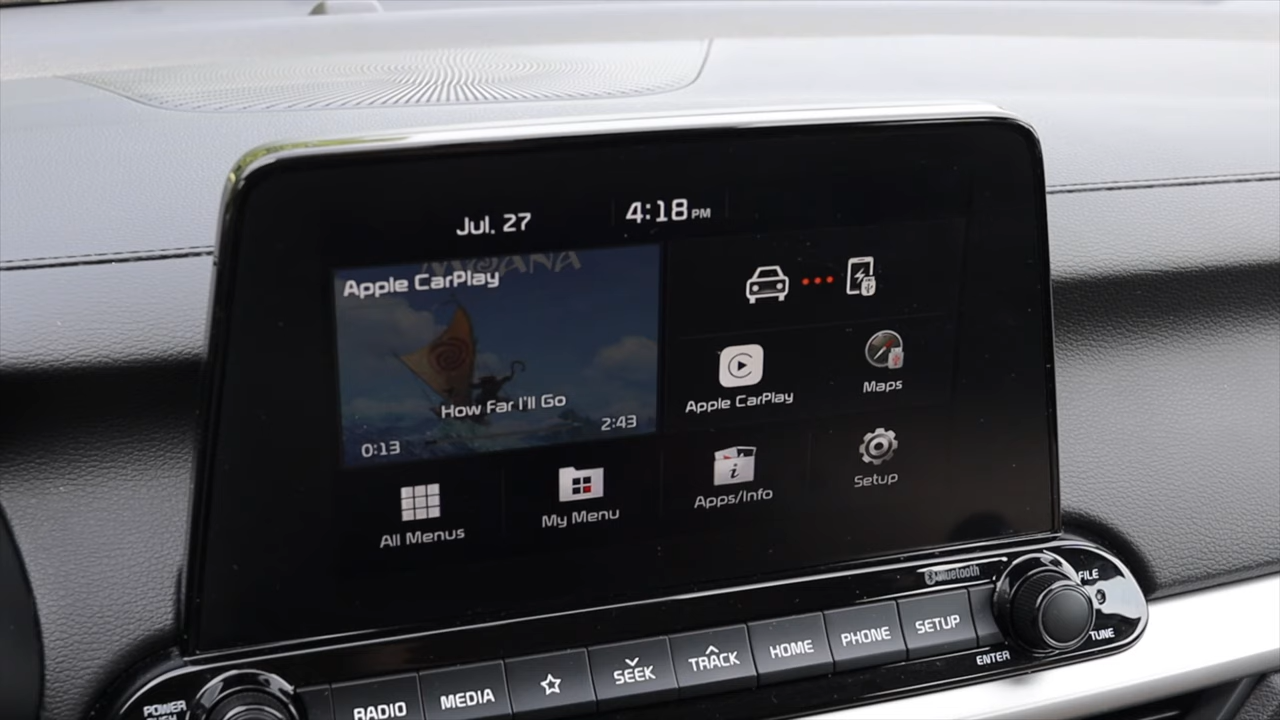 Jul. 27
4:18 PM
MOANA
Apple CarPlay
How Far I'll Go
0:13
2:43
Apple CarPlay
Maps
All Menus
My Menu
Apps/Info
Setup
Bluetooth
FILE
TUNE
ENTER
POWER
RADIO
MEDIA
SEEK
TRACK
HOME
PHONE
SETUP